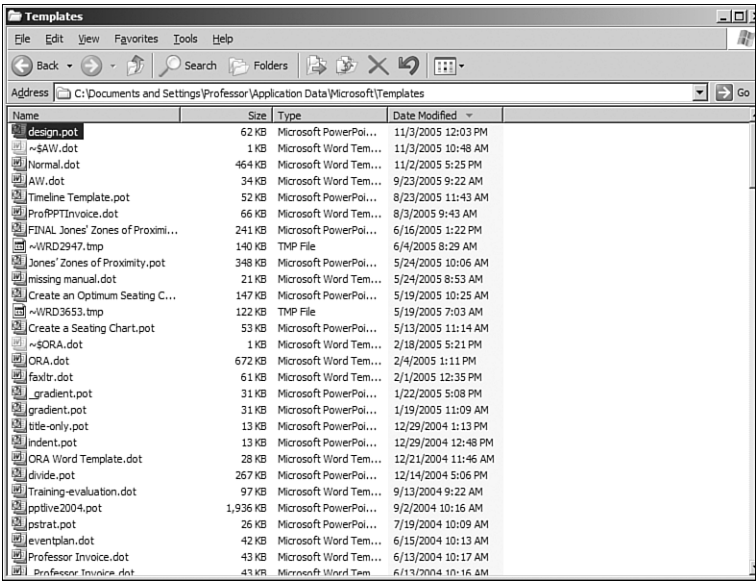 Templates
File Edit View Favorites Tools Help
Back Search Folders
Address C:\Documents and Settings\Professor\Application Data\Microsoft\Templates Go
Name Size Type Date Modified
design.pot 62 KB Microsoft PowerPoi... 11/3/2005 12:03 PM
~$AW.dot 1 KB Microsoft Word Tem... 11/3/2005 10:48 AM
Normal.dot 464 KB Microsoft Word Tem... 11/2/2005 5:25 PM
AW.dot 34 KB Microsoft Word Tem... 9/23/2005 9:22 AM
Timeline Template.pot 52 KB Microsoft PowerPoi... 8/23/2005 11:43 AM
ProfPPTInvoice.dot 66 KB Microsoft Word Tem... 8/3/2005 9:43 AM
FINAL Jones' Zones of Proximi... 241 KB Microsoft PowerPoi... 6/16/2005 1:22 PM
~WRD2947.tmp 140 KB TMP File 6/4/2005 8:29 AM
Jones' Zones of Proximity.pot 348 KB Microsoft PowerPoi... 5/24/2005 10:06 AM
missing manual.dot 21 KB Microsoft Word Tem... 5/24/2005 8:53 AM
Create an Optimum Seating C... 147 KB Microsoft PowerPoi... 5/19/2005 10:25 AM
~WRD3653.tmp 122 KB TMP File 5/19/2005 7:03 AM
Create a Seating Chart.pot 53 KB Microsoft PowerPoi... 5/13/2005 11:14 AM
~$ORA.dot 1 KB Microsoft Word Tem... 2/18/2005 5:21 PM
ORA.dot 672 KB Microsoft Word Tem... 2/4/2005 1:11 PM
faxltr.dot 61 KB Microsoft Word Tem... 2/1/2005 12:35 PM
_gradient.pot 31 KB Microsoft PowerPoi... 1/22/2005 5:08 PM
gradient.pot 31 KB Microsoft PowerPoi... 1/19/2005 11:09 AM
title-only.pot 13 KB Microsoft PowerPoi... 12/29/2004 1:13 PM
indent.pot 13 KB Microsoft PowerPoi... 12/29/2004 12:48 PM
ORA Word Template.dot 28 KB Microsoft Word Tem... 12/21/2004 11:46 AM
divide.pot 267 KB Microsoft PowerPoi... 12/14/2004 5:06 PM
Training-evaluation.dot 97 KB Microsoft Word Tem... 9/13/2004 9:22 AM
pptlive2004.pot 1,936 KB Microsoft PowerPoi... 9/2/2004 10:16 AM
pstrat.pot 26 KB Microsoft PowerPoi... 7/19/2004 10:09 AM
eventplan.dot 42 KB Microsoft Word Tem... 6/15/2004 10:13 AM
Professor Invoice.dot 43 KB Microsoft Word Tem... 6/13/2004 10:17 AM
_Professor Invoice.dot 43 KB Microsoft Word Tem... 6/13/2004 10:16 AM